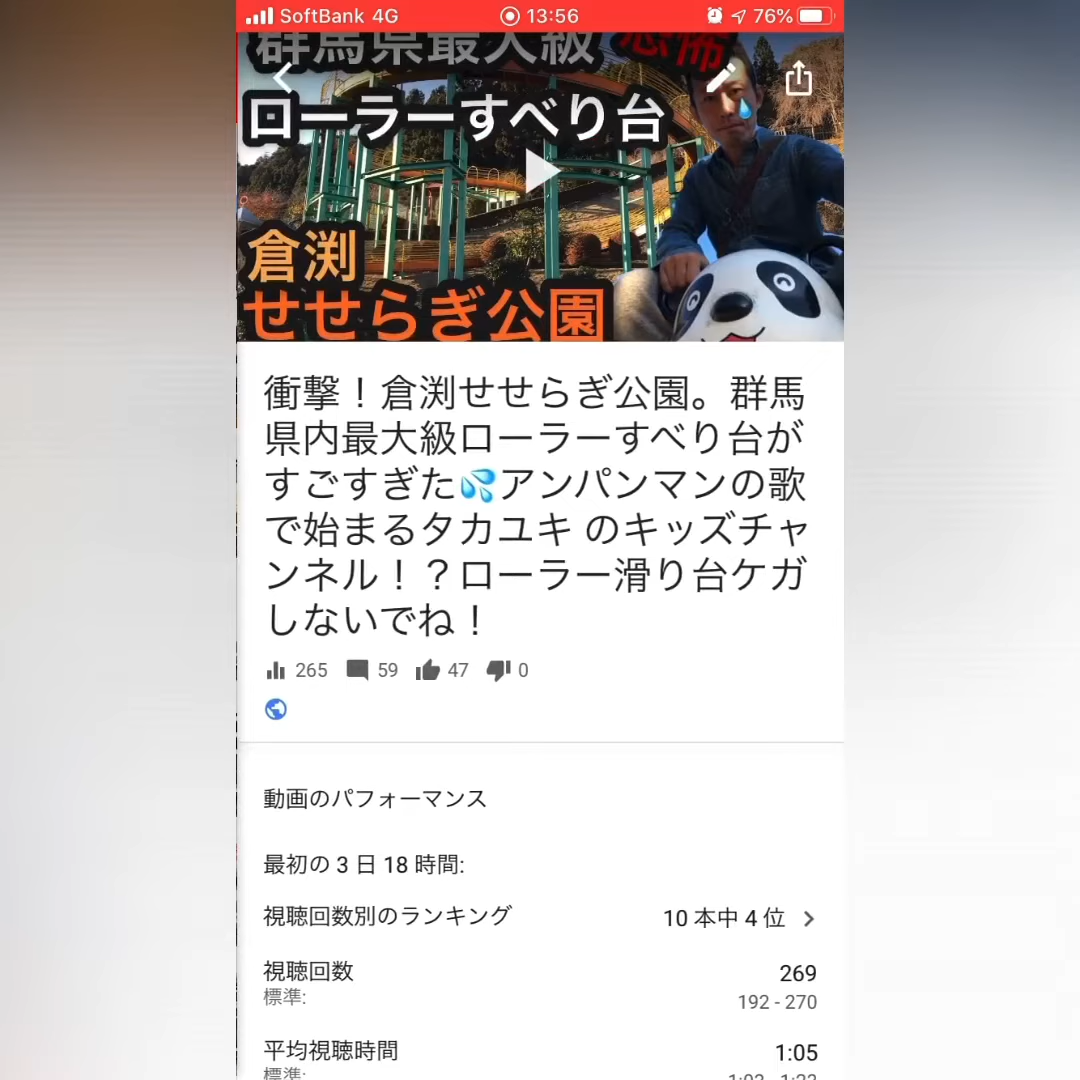 SoftBank 4G
13:56
76%
群馬県最大級 恐怖
ローラーすべり台
倉渕
せせらぎ公園
衝撃！倉渕せせらぎ公園。群馬
県内最大級ローラーすべり台が
すごすぎた💦アンパンマンの歌
で始まるタカユキ のキッズチャ
ンネル！？ローラー滑り台ケガ
しないでね！
265 59 47 0
動画のパフォーマンス
最初の 3 日 18 時間:
視聴回数別のランキング 10 本中 4 位
視聴回数 269
標準: 192 - 270
平均視聴時間 1:05
標準: